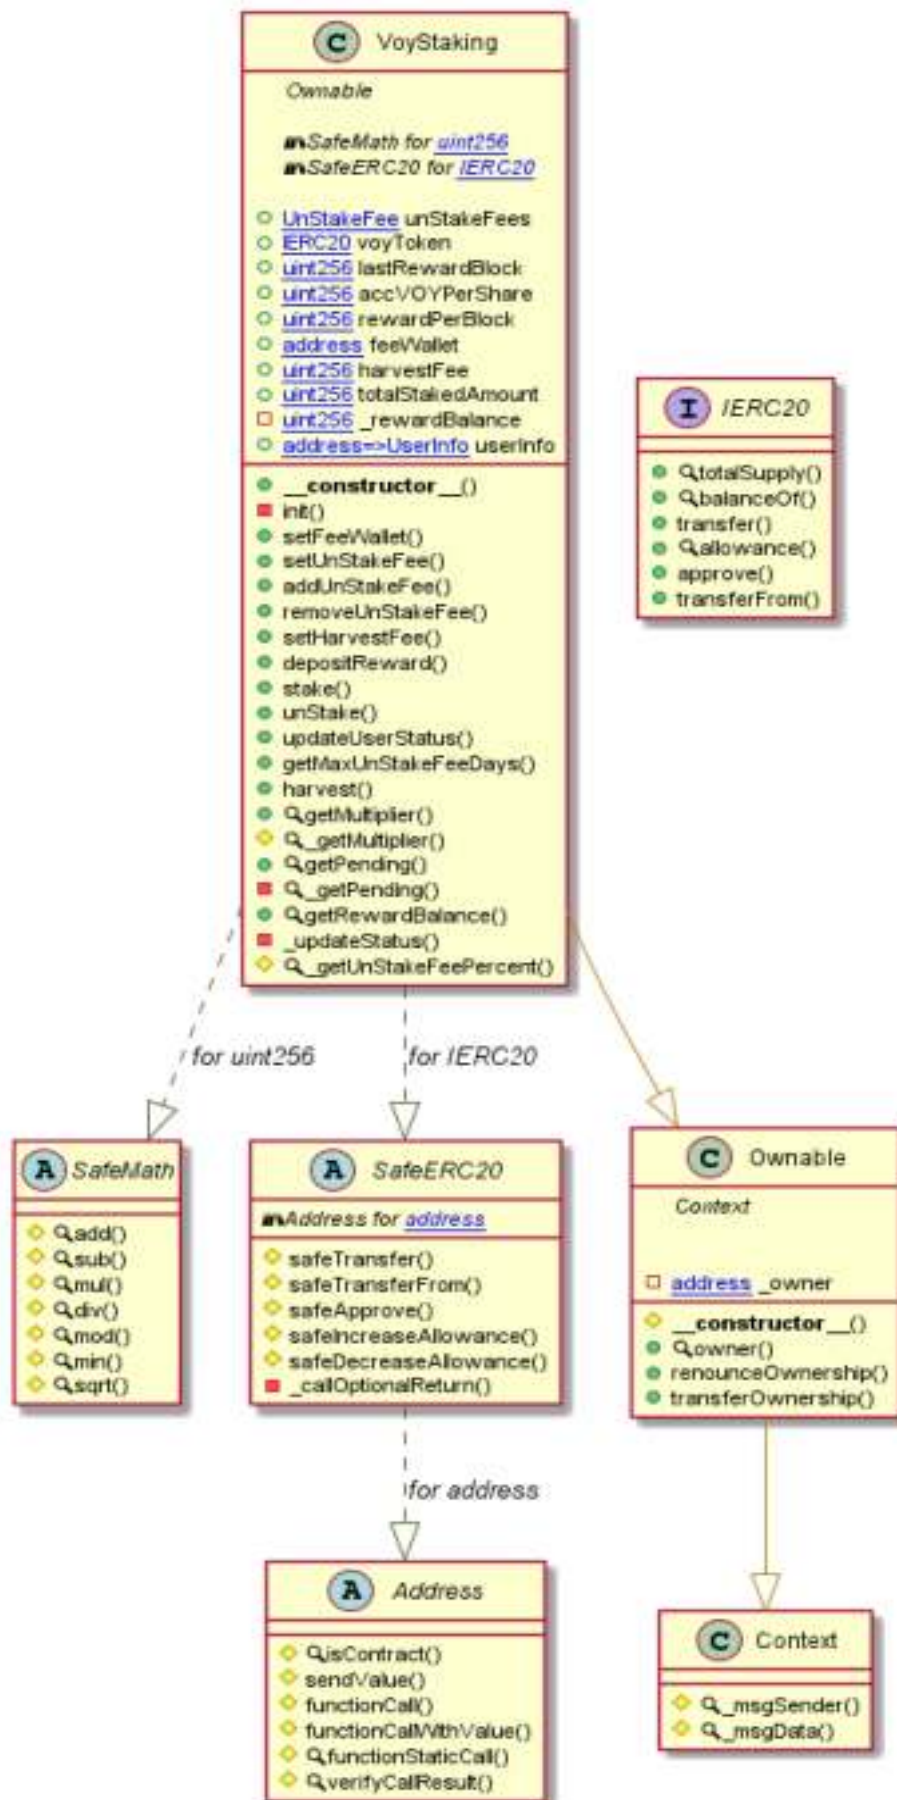 C VoyStaking
Ownable
SafeMath for uint256
SafeERC20 for IERC20
UnStakeFee unStakeFees
IERC20 voyToken
uint256 lastRewardBlock
uint256 accVOYPerShare
uint256 rewardPerBlock
address feeWallet
uint256 harvestFee
uint256 totalStakedAmount
uint256 _rewardBalance
address=>UserInfo userInfo
__constructor__()
init()
setFeeWallet()
setUnStakeFee()
addUnStakeFee()
removeUnStakeFee()
setHarvestFee()
depositReward()
stake()
unStake()
updateUserStatus()
getMaxUnStakeFeeDays()
harvest()
getMultiplier()
_getMultiplier()
getPending()
_getPending()
getRewardBalance()
_updateStatus()
_getUnStakeFeePercent()
I IERC20
totalSupply()
balanceOf()
transfer()
allowance()
approve()
transferFrom()
for uint256
for IERC20
A SafeMath
add()
sub()
mul()
div()
mod()
min()
sqrt()
A SafeERC20
Address for address
safeTransfer()
safeTransferFrom()
safeApprove()
safeIncreaseAllowance()
safeDecreaseAllowance()
_callOptionalReturn()
C Ownable
Context
address _owner
__constructor__()
owner()
renounceOwnership()
transferOwnership()
for address
A Address
isContract()
sendValue()
functionCall()
functionCallWithValue()
functionStaticCall()
verifyCallResult()
C Context
_msgSender()
_msgData()